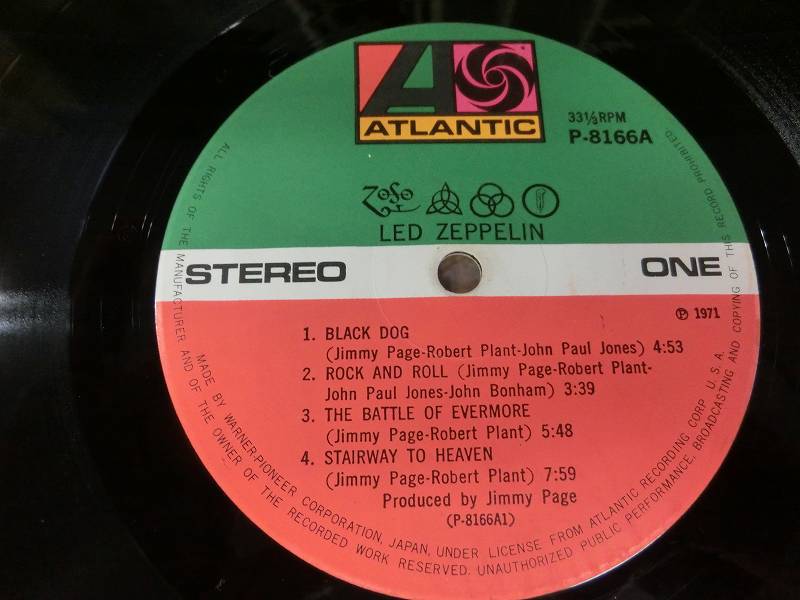 ATLANTIC
33⅓RPM
P-8166A
ZoSo
LED ZEPPELIN
STEREO
ONE
℗ 1971
1. BLACK DOG
(Jimmy Page-Robert Plant-John Paul Jones) 4:53
2. ROCK AND ROLL (Jimmy Page-Robert Plant-
John Paul Jones-John Bonham) 3:39
3. THE BATTLE OF EVERMORE
(Jimmy Page-Robert Plant) 5:48
4. STAIRWAY TO HEAVEN
(Jimmy Page-Robert Plant) 7:59
Produced by Jimmy Page
(P-8166A1)
MADE BY WARNER-PIONEER CORPORATION, JAPAN, UNDER LICENSE FROM ATLANTIC RECORDING CORP. U.S.A.
ALL RIGHTS OF THE MANUFACTURER AND OF THE OWNER OF THE RECORDED WORK RESERVED. UNAUTHORIZED PUBLIC PERFORMANCE, BROADCASTING AND COPYING OF THIS RECORD PROHIBITED.